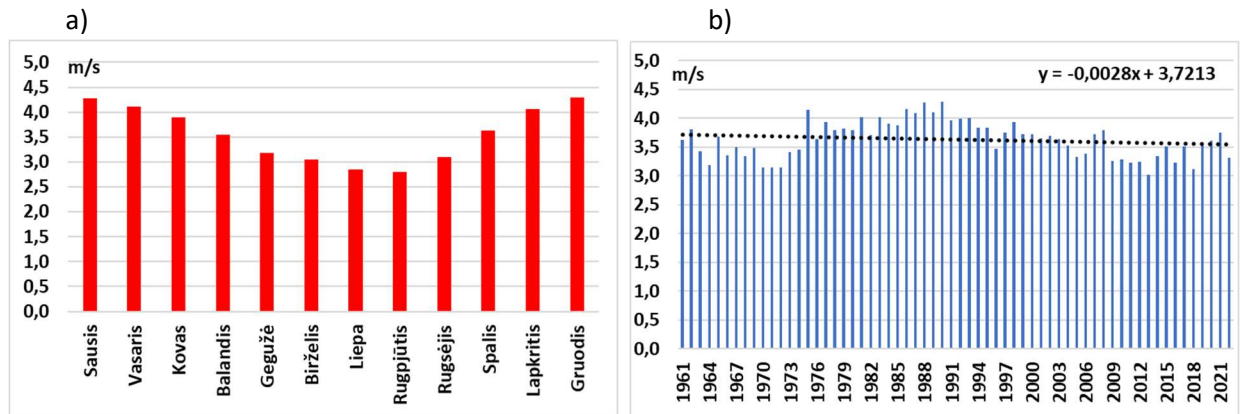 a)
5,0
m/s
4,5
4,0
3,5
3,0
2,5
2,0
1,5
1,0
0,5
0,0
Sausis
Vasaris
Kovas
Balandis
Gegužė
Birželis
Liepa
Rugpjūtis
Rugsėjis
Spalis
Lapkritis
Gruodis
b)
5,0
m/s
y = -0,0028x + 3,7213
4,5
4,0
3,5
3,0
2,5
2,0
1,5
1,0
0,5
0,0
1961
1964
1967
1970
1973
1976
1979
1982
1985
1988
1991
1994
1997
2000
2003
2006
2009
2012
2015
2018
2021